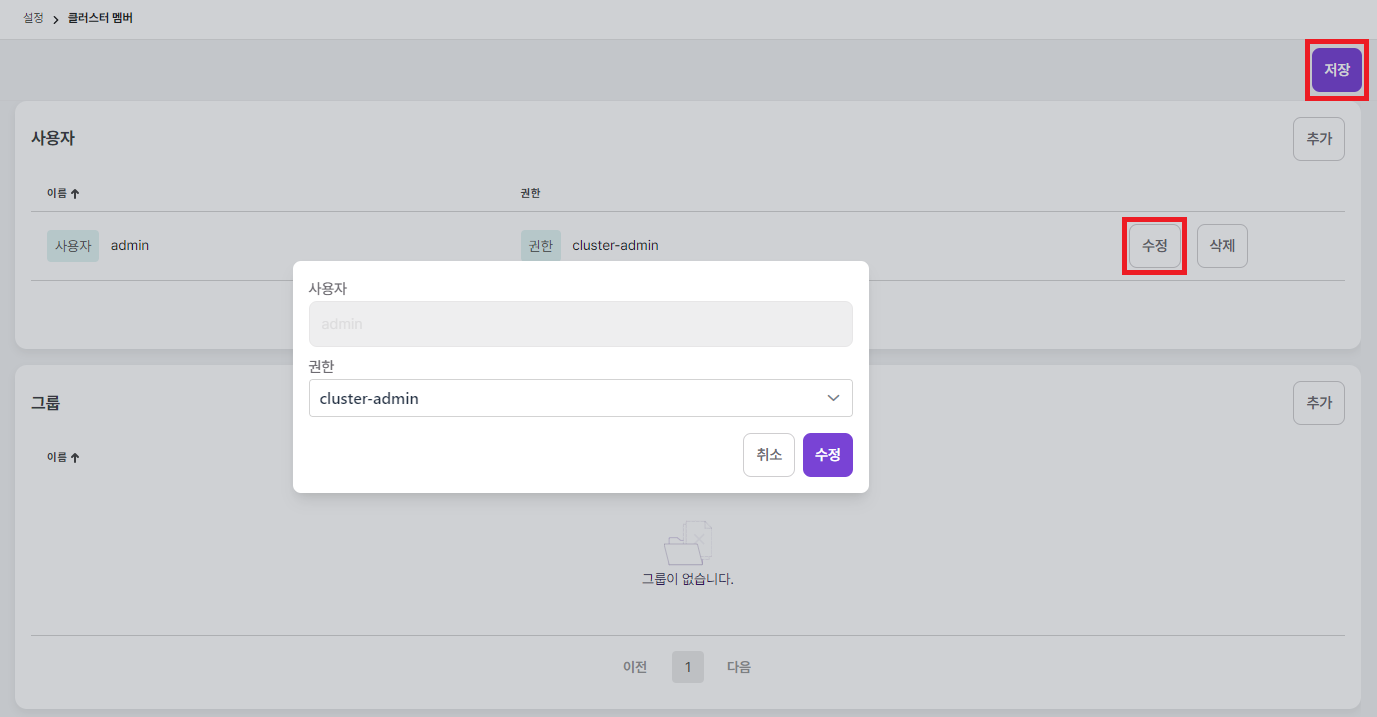 설정 > 클러스터 멤버
저장
사용자 추가
이름 권한
사용자 admin 권한 cluster-admin 수정 삭제
사용자
admin
권한
cluster-admin
취소 수정
그룹 추가
이름
그룹이 없습니다.
이전 1 다음